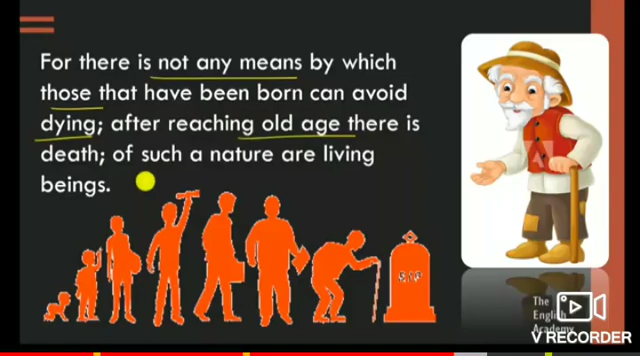 For there is not any means by which
those that have been born can avoid
dying; after reaching old age there is
death; of such a nature are living
beings.
R.I.P
The
English
Academy
V RECORDER